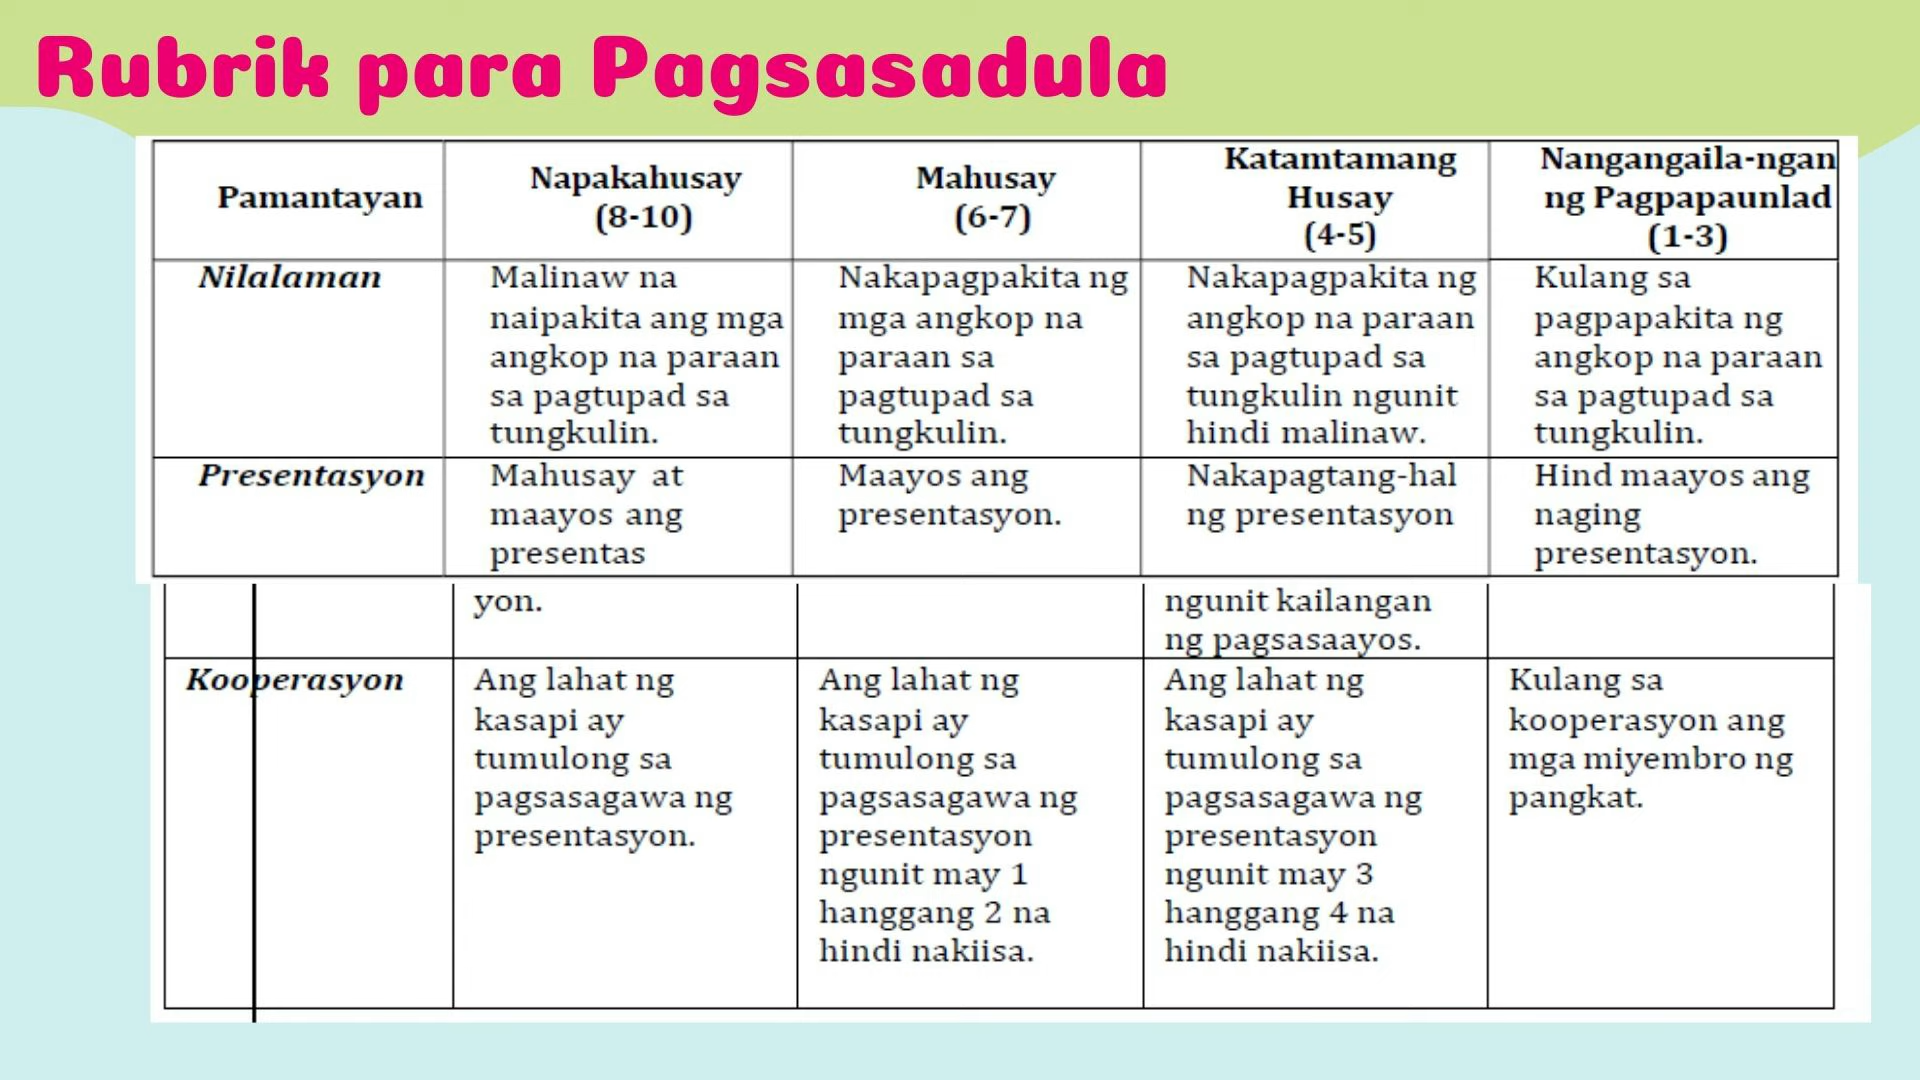 Rubrik para Pagsasadula
Pamantayan
Napakahusay
(8-10)
Mahusay
(6-7)
Katamtamang
Husay
(4-5)
Nangangaila-ngan
ng Pagpapaunlad
(1-3)
Nilalaman
Malinaw na
naipakita ang mga
angkop na paraan
sa pagtupad sa
tungkulin.
Nakapagpakita ng
mga angkop na
paraan sa
pagtupad sa
tungkulin.
Nakapagpakita ng
angkop na paraan
sa pagtupad sa
tungkulin ngunit
hindi malinaw.
Kulang sa
pagpapakita ng
angkop na paraan
sa pagtupad sa
tungkulin.
Presentasyon
Mahusay at
maayos ang
presentas
yon.
Maayos ang
presentasyon.
Nakapagtang-hal
ng presentasyon
ngunit kailangan
ng pagsasaayos.
Hind maayos ang
naging
presentasyon.
Kooperasyon
Ang lahat ng
kasapi ay
tumulong sa
pagsasagawa ng
presentasyon.
Ang lahat ng
kasapi ay
tumulong sa
pagsasagawa ng
presentasyon
ngunit may 1
hanggang 2 na
hindi nakiisa.
Ang lahat ng
kasapi ay
tumulong sa
pagsasagawa ng
presentasyon
ngunit may 3
hanggang 4 na
hindi nakiisa.
Kulang sa
kooperasyon ang
mga miyembro ng
pangkat.